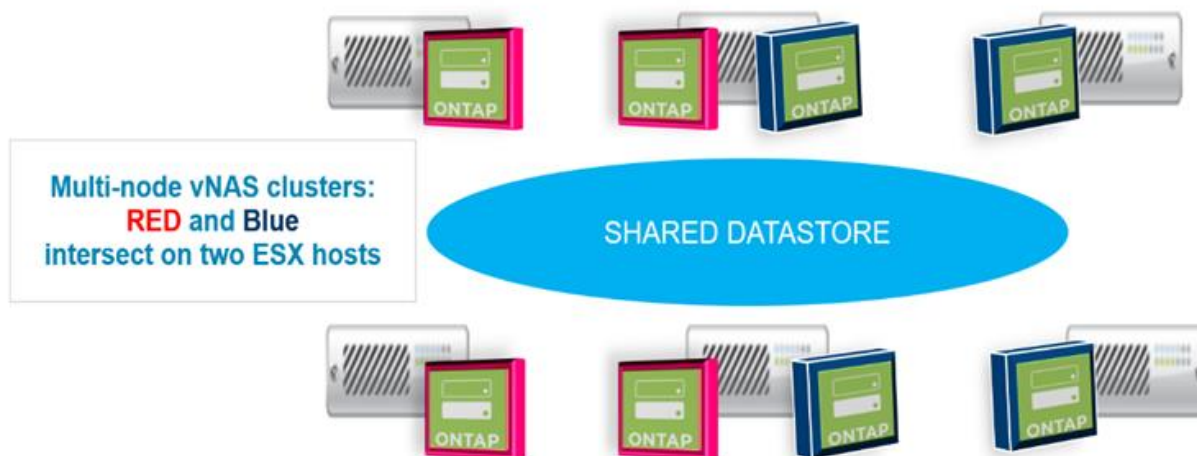 ONTAP
ONTAP
ONTAP
ONTAP
Multi-node vNAS clusters:
RED and Blue
intersect on two ESX hosts
SHARED DATASTORE
ONTAP
ONTAP
ONTAP
ONTAP